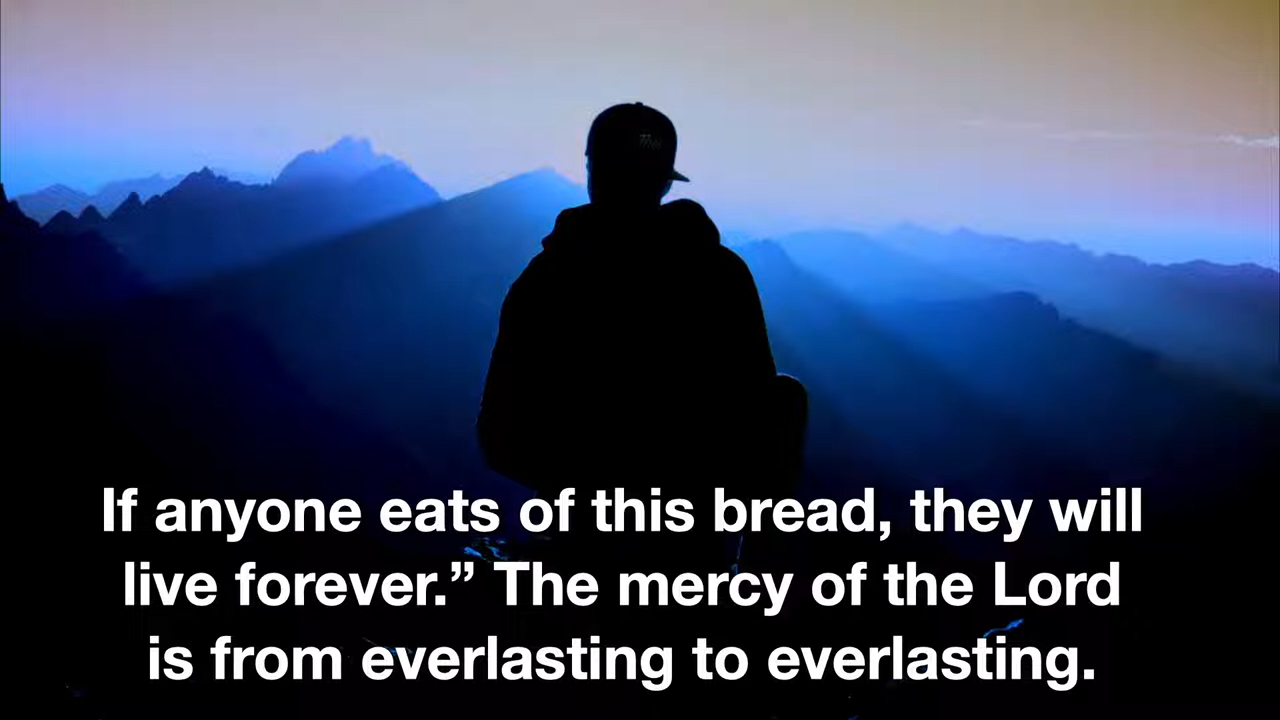 If anyone eats of this bread, they will
live forever.” The mercy of the Lord
is from everlasting to everlasting.